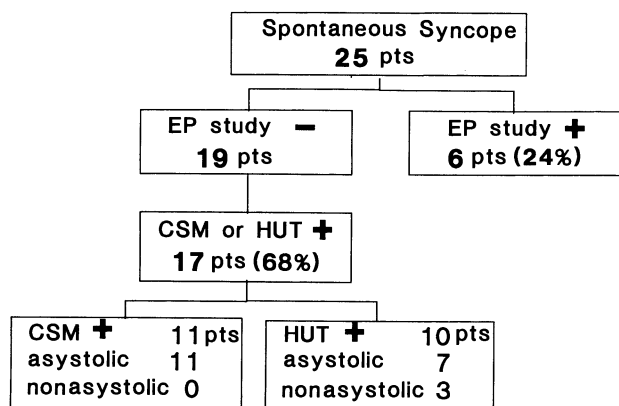 Spontaneous Syncope
25 pts
EP study −
19 pts
EP study +
6 pts (24%)
CSM or HUT +
17 pts (68%)
CSM + 11 pts
asystolic 11
nonasystolic 0
HUT + 10 pts
asystolic 7
nonasystolic 3